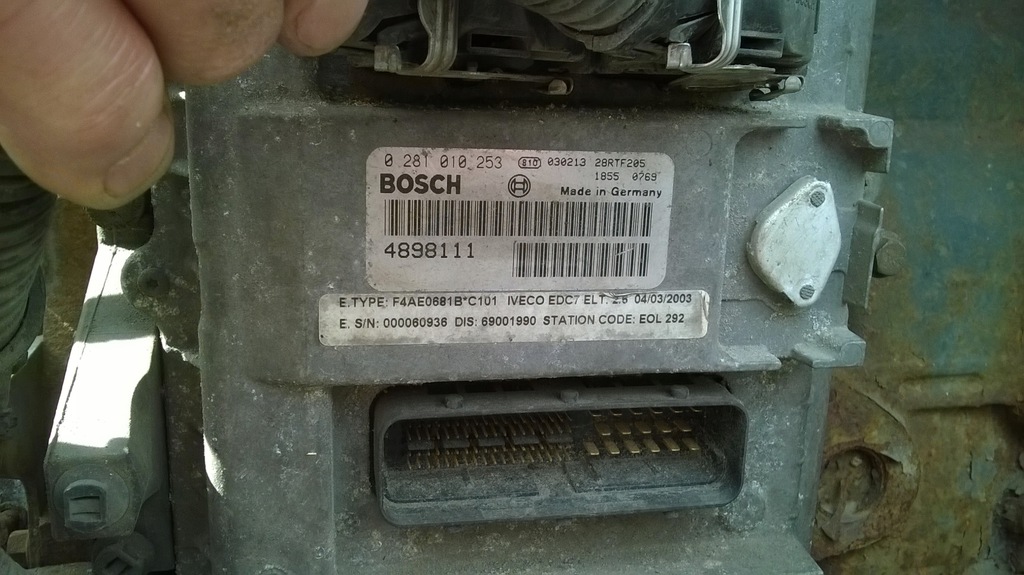 0 281 010 253 810 030213 28RTF205
1855 0769
BOSCH
Made in Germany
4898111
E.TYPE: F4AE0681B*C101 IVECO EDC7 ELT. 2.6 04/03/2003
E. S/N: 000060936 DIS: 69001990 STATION CODE: EOL 292